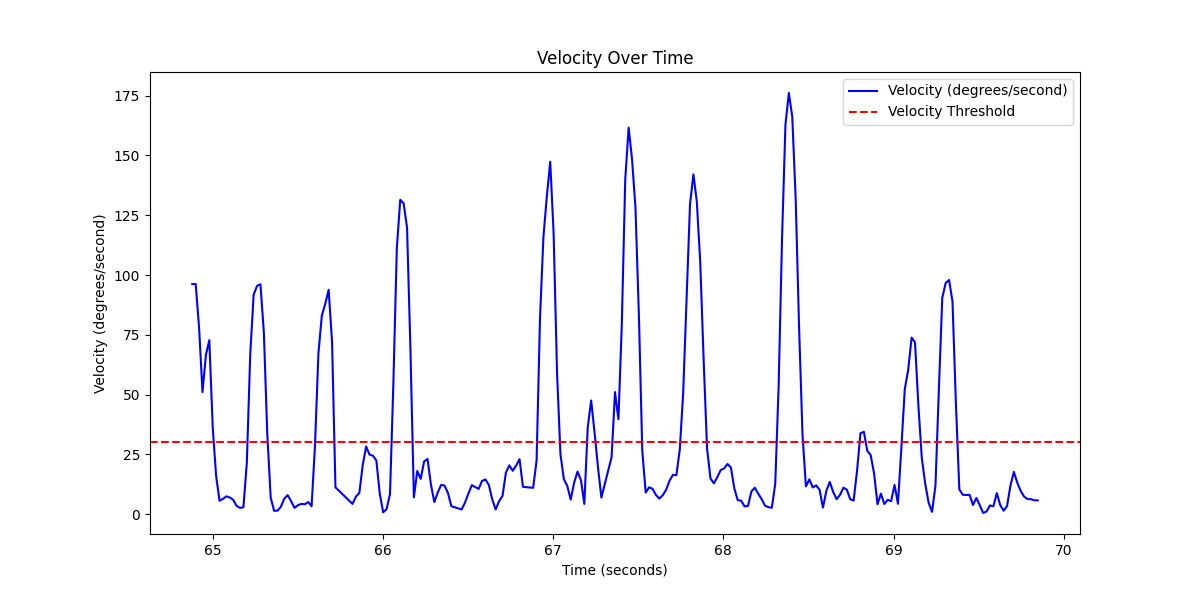 Velocity Over Time
Velocity (degrees/second)
Velocity Threshold
Velocity (degrees/second)
175
150
125
100
75
50
25
0
65
66
67
68
69
70
Time (seconds)